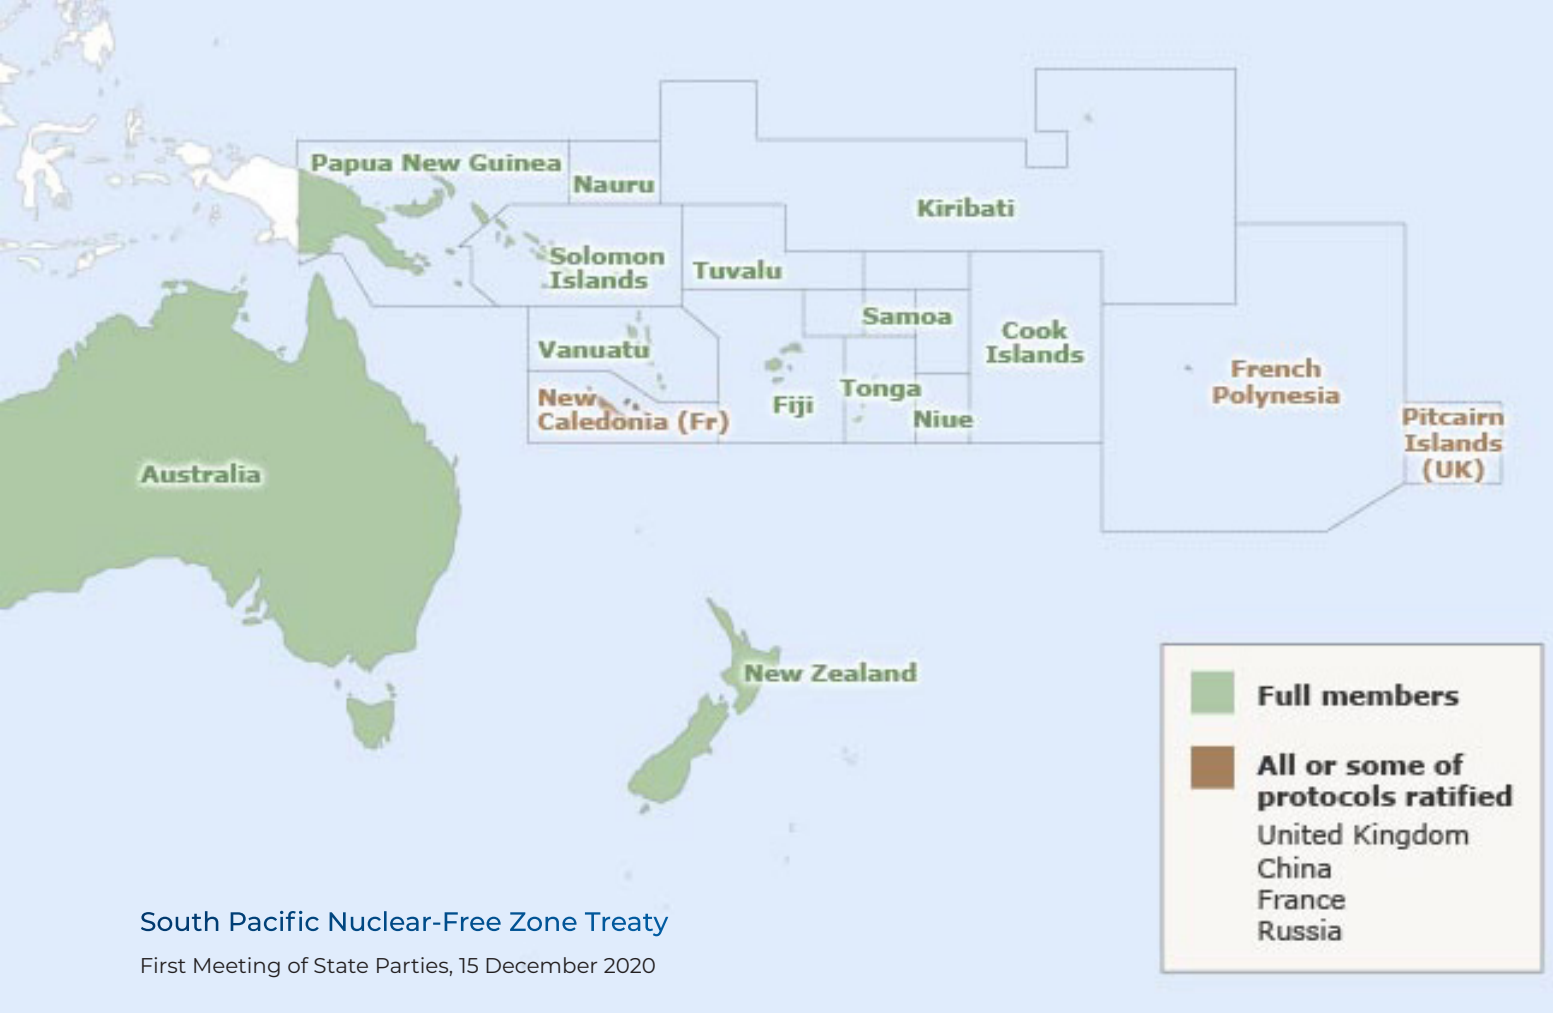 Papua New Guinea
Nauru
Kiribati
Solomon
Islands
Tuvalu
Samoa
Cook
Islands
Vanuatu
French
Polynesia
New
Caledonia (Fr)
Fiji
Tonga
Niue
Pitcairn
Islands
(UK)
Australia
New Zealand
Full members
All or some of
protocols ratified
United Kingdom
China
France
Russia
South Pacific Nuclear-Free Zone Treaty
First Meeting of State Parties, 15 December 2020